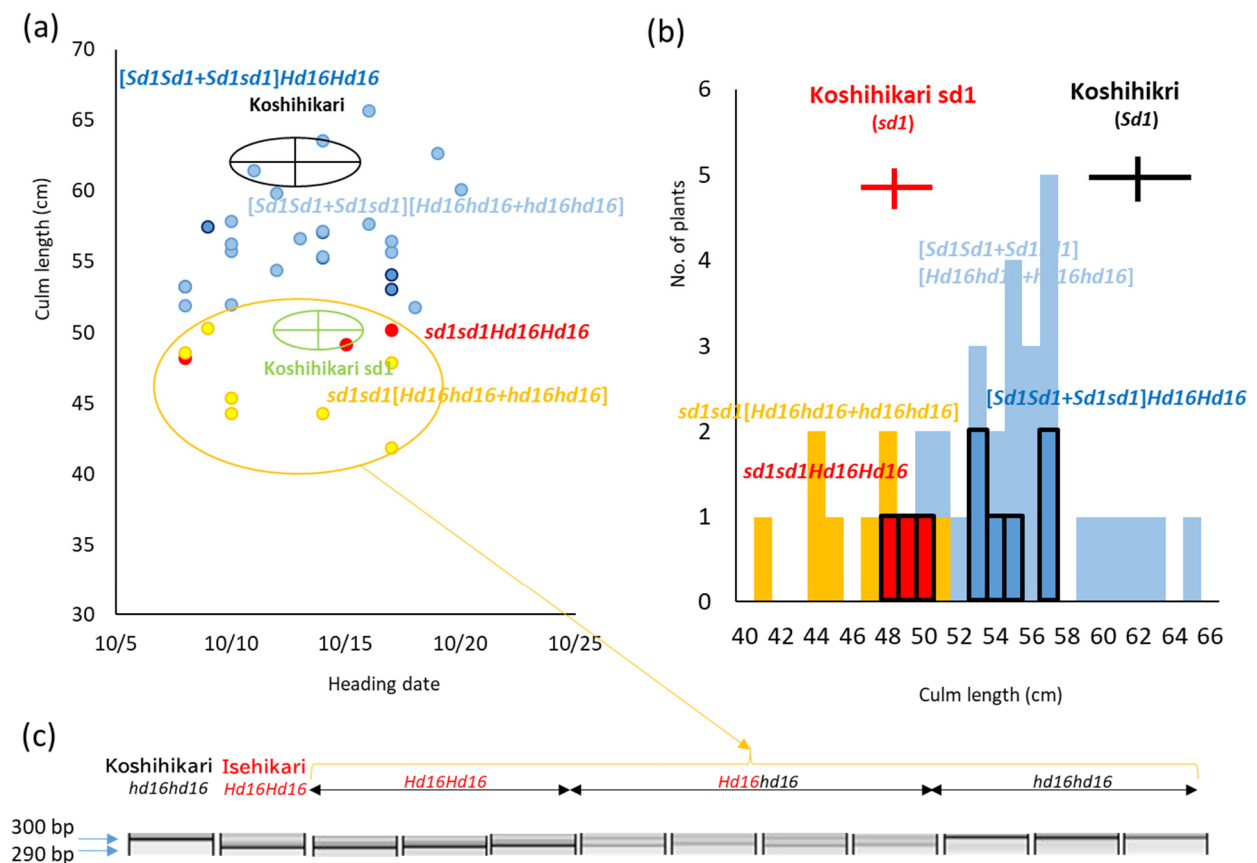 (a)
70
65
60
55
50
45
40
35
30
Culm length (cm)
[Sd1Sd1+Sd1sd1]Hd16Hd16
Koshihikari
[Sd1Sd1+Sd1sd1][Hd16hd16+hd16hd16]
sd1sd1Hd16Hd16
Koshihikari sd1
sd1sd1[Hd16hd16+hd16hd16]
10/5 10/10 10/15 10/20 10/25
Heading date
(b)
6
5
4
3
2
1
0
No. of plants
Koshihikari sd1
(sd1)
Koshihikri
(Sd1)
[Sd1Sd1+Sd1sd1]
[Hd16hd16+hd16hd16]
[Sd1Sd1+Sd1sd1]Hd16Hd16
sd1sd1[Hd16hd16+hd16hd16]
sd1sd1Hd16Hd16
40 42 44 46 48 50 52 54 56 58 60 62 64 66
Culm length (cm)
(c)
Koshihikari Isehikari
hd16hd16 Hd16Hd16 Hd16Hd16 Hd16hd16 hd16hd16
300 bp
290 bp